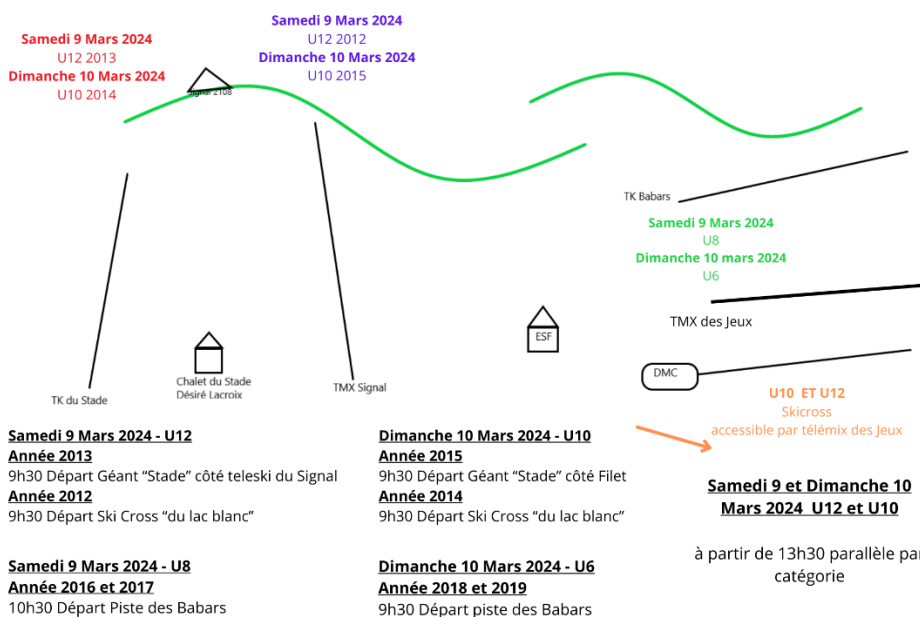 Samedi 9 Mars 2024
U12 2013
Dimanche 10 Mars 2024
U10 2014
Signal 2108
Samedi 9 Mars 2024
U12 2012
Dimanche 10 Mars 2024
U10 2015
TK Babars
Samedi 9 Mars 2024
U8
Dimanche 10 mars 2024
U6
TMX des Jeux
ESF
DMC
TK du Stade
Chalet du Stade
Désiré Lacroix
TMX Signal
U10 ET U12
Skicross
accessible par télémix des Jeux
Samedi 9 Mars 2024 - U12
Année 2013
9h30 Départ Géant “Stade” côté teleski du Signal
Année 2012
9h30 Départ Ski Cross “du lac blanc”
Samedi 9 Mars 2024 - U8
Année 2016 et 2017
10h30 Départ Piste des Babars
Dimanche 10 Mars 2024 - U10
Année 2015
9h30 Départ Géant “Stade” côté Filet
Année 2014
9h30 Départ Ski Cross “du lac blanc”
Dimanche 10 Mars 2024 - U6
Année 2018 et 2019
9h30 Départ piste des Babars
Samedi 9 et Dimanche 10
Mars 2024 U12 et U10
à partir de 13h30 parallèle par
catégorie